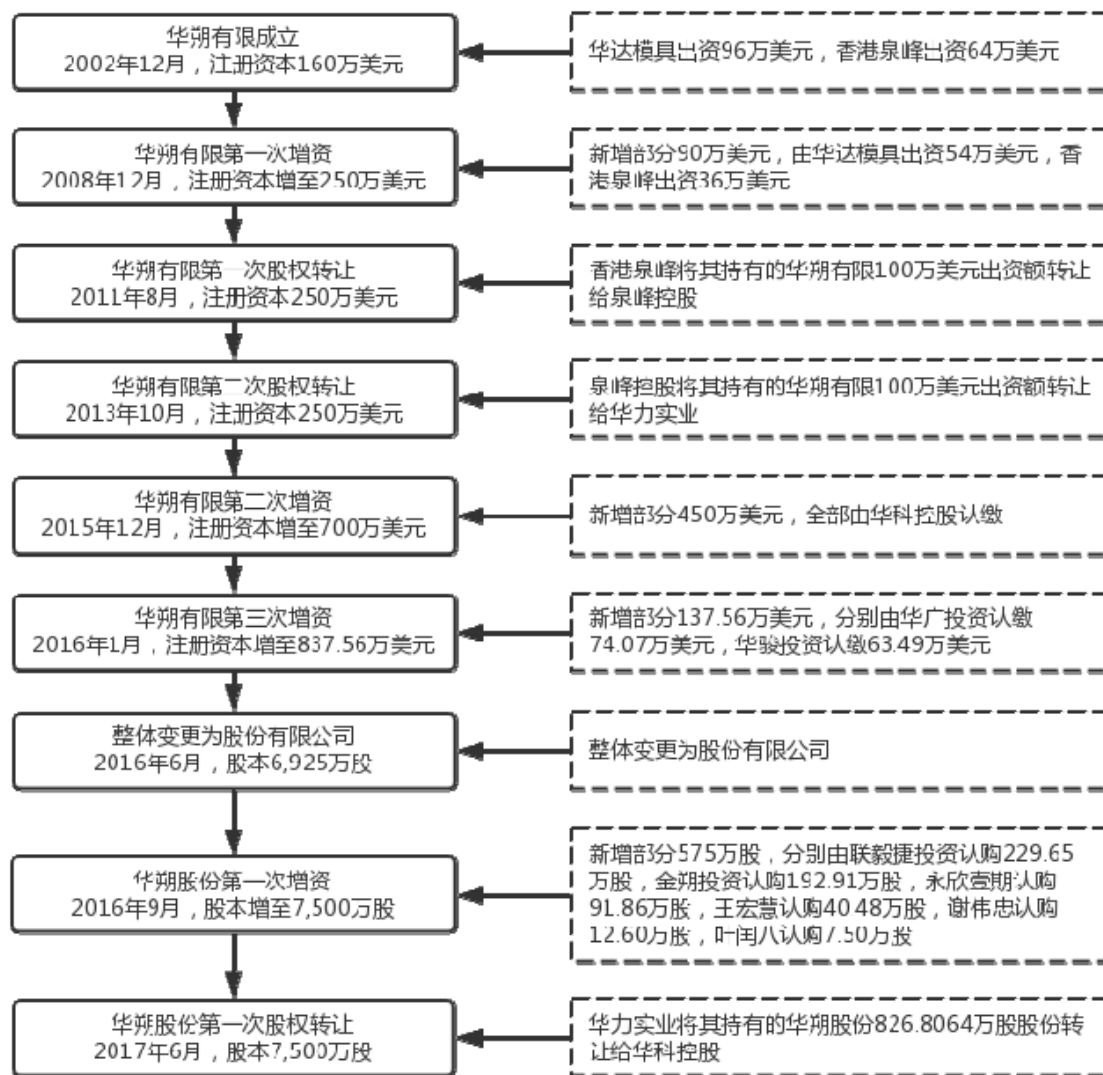 华朔有限成立
2002年12月，注册资本160万美元
华达模具出资96万美元，香港泉峰出资64万美元
华朔有限第一次增资
2008年12月，注册资本增至250万美元
新增部分90万美元，由华达模具出资54万美元，香
港泉峰出资36万美元
华朔有限第一次股权转让
2011年8月，注册资本250万美元
香港泉峰将其持有的华朔有限100万美元出资额转让
给泉峰控股
华朔有限第二次股权转让
2013年10月，注册资本250万美元
泉峰控股将其持有的华朔有限100万美元出资额转让
给华力实业
华朔有限第二次增资
2015年12月，注册资本增至700万美元
新增部分450万美元，全部由华科控股认缴
华朔有限第三次增资
2016年1月，注册资本增至837.56万美元
新增部分137.56万美元，分别由华广投资认缴
74.07万美元，华骏投资认缴63.49万美元
整体变更为股份有限公司
2016年6月，股本6,925万股
整体变更为股份有限公司
华朔股份第一次增资
2016年9月，股本增至7,500万股
新增部分575万股，分别由联毅捷投资认购229.65
万股，金朔投资认购192.91万股，永欣壹期认购
91.86万股，王宏慧认购40.48万股，谢伟忠认购
12.60万股，叶闰八认购7.50万股
华朔股份第一次股权转让
2017年6月，股本7,500万股
华力实业将其持有的华朔股份826.8064万股股份转
让给华科控股